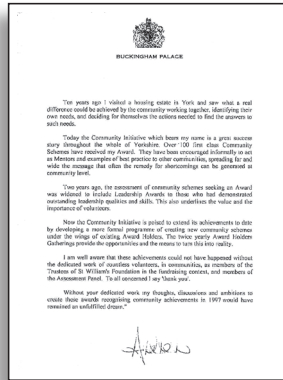 BUCKINGHAM PALACE
Ten years ago I visited a housing estate in York and saw what a real
difference could be achieved by the community working together, identifying their
own needs, and deciding for themselves the actions needed to find the answers to
such needs.
Today the Community Initiative which bears my name is a great success
story throughout the whole of Yorkshire. Over 100 first class Community
Schemes have received my Award. They have been encouraged informally to act
as Mentors and examples of best practice to other communities, spreading far and
wide the message that often the remedy for shortcomings can be generated at
community level.
Two years ago, the assessment of community schemes seeking an Award
was widened to include Leadership Awards to those who had demonstrated
outstanding leadership qualities and skills. This also underlines the value and the
importance of volunteers.
Now the Community Initiative is poised to extend its achievements to date
by developing a more formal programme of creating new community schemes
under the wings of existing Award Holders. The twice yearly Award Holders
Gatherings provide the opportunities and the means to turn this into reality.
I am well aware that these achievements could not have happened without
the dedicated work of countless volunteers, in communities, as members of the
Trustees of St William's Foundation in the fundraising context, and members of
the Assessment Panel. To all concerned I say 'thank you'.
Without your dedicated work my thoughts, discussions and ambitions to
create these awards recognising community achievements in 1997 would have
remained an unfulfilled dream."